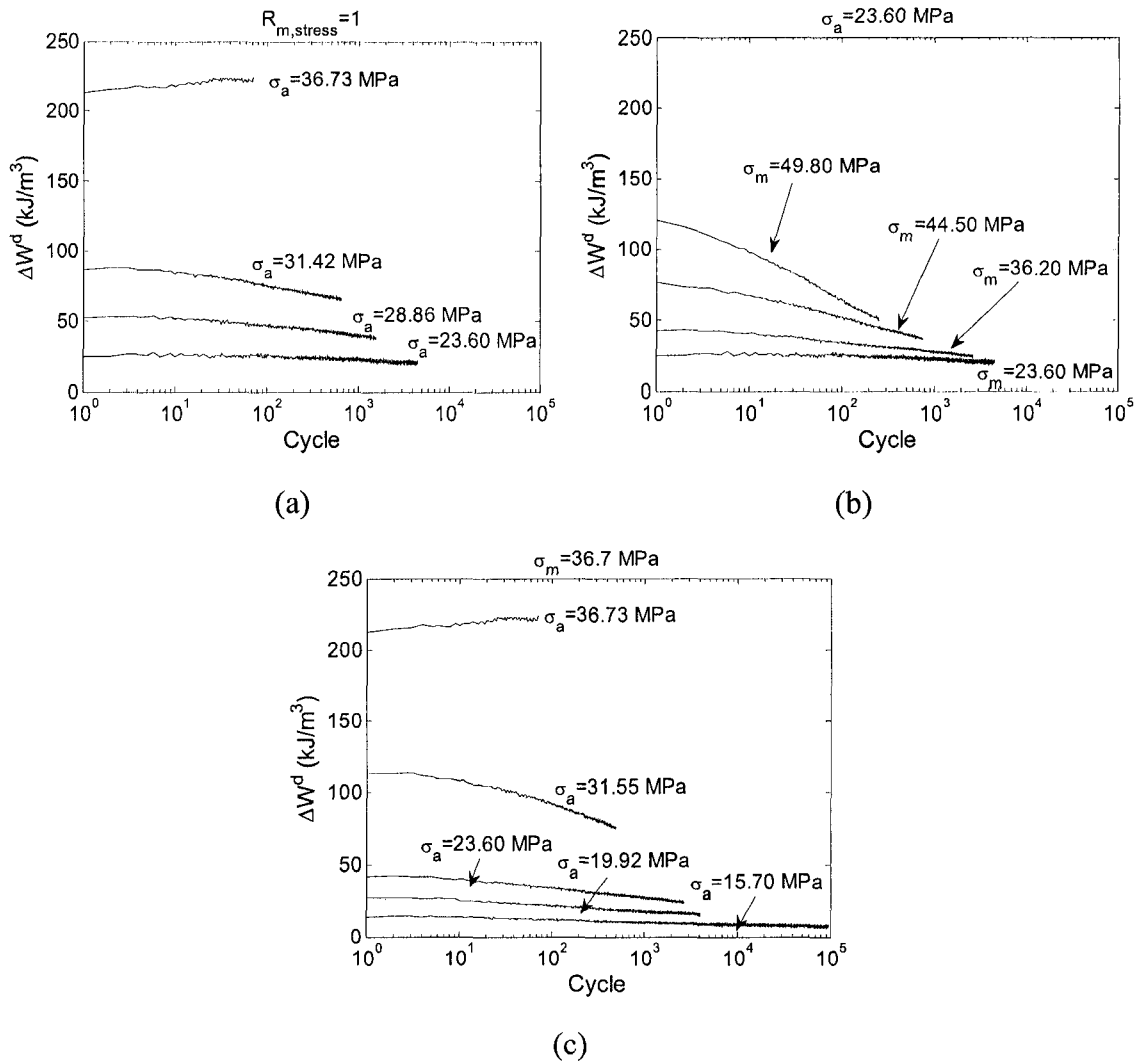 R_m,stress=1
250
200
150
100
50
0
ΔW^d (kJ/m^3)
σ_a=36.73 MPa
σ_a=31.42 MPa
σ_a=28.86 MPa
σ_a=23.60 MPa
10^0 10^1 10^2 10^3 10^4 10^5
Cycle
(a)
σ_a=23.60 MPa
250
200
150
100
50
0
ΔW^d (kJ/m^3)
σ_m=49.80 MPa
σ_m=44.50 MPa
σ_m=36.20 MPa
σ_m=23.60 MPa
10^0 10^1 10^2 10^3 10^4 10^5
Cycle
(b)
σ_m=36.7 MPa
250
200
150
100
50
0
ΔW^d (kJ/m^3)
σ_a=36.73 MPa
σ_a=31.55 MPa
σ_a=23.60 MPa
σ_a=19.92 MPa
σ_a=15.70 MPa
10^0 10^1 10^2 10^3 10^4 10^5
Cycle
(c)